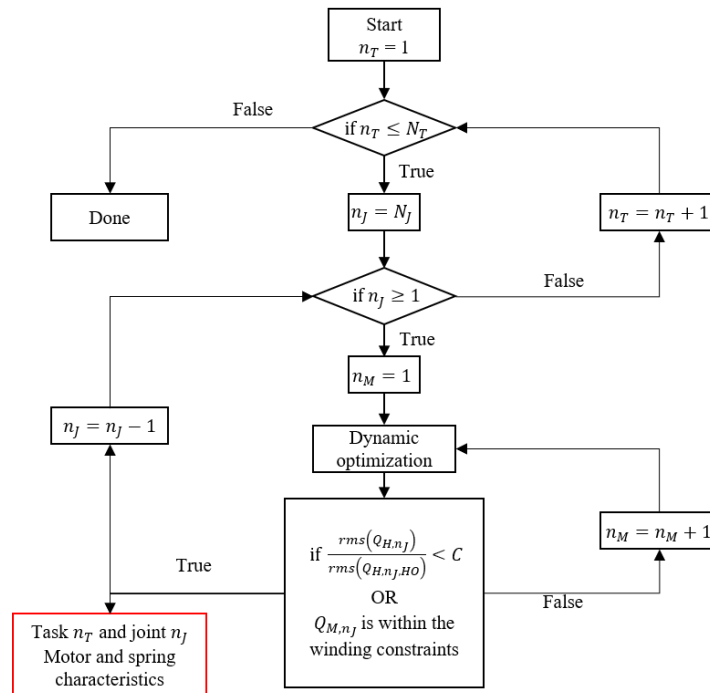 Start
n_T = 1
False
if n_T ≤ N_T
True
Done
n_J = N_J
n_T = n_T + 1
if n_J ≥ 1
False
True
n_M = 1
n_J = n_J − 1
Dynamic
optimization
if rms(Q_{H,n_J}) / rms(Q_{H,n_J,HO}) < C
n_M = n_M + 1
True
OR
False
Q_{M,n_J} is within the
winding constraints
Task n_T and joint n_J
Motor and spring
characteristics